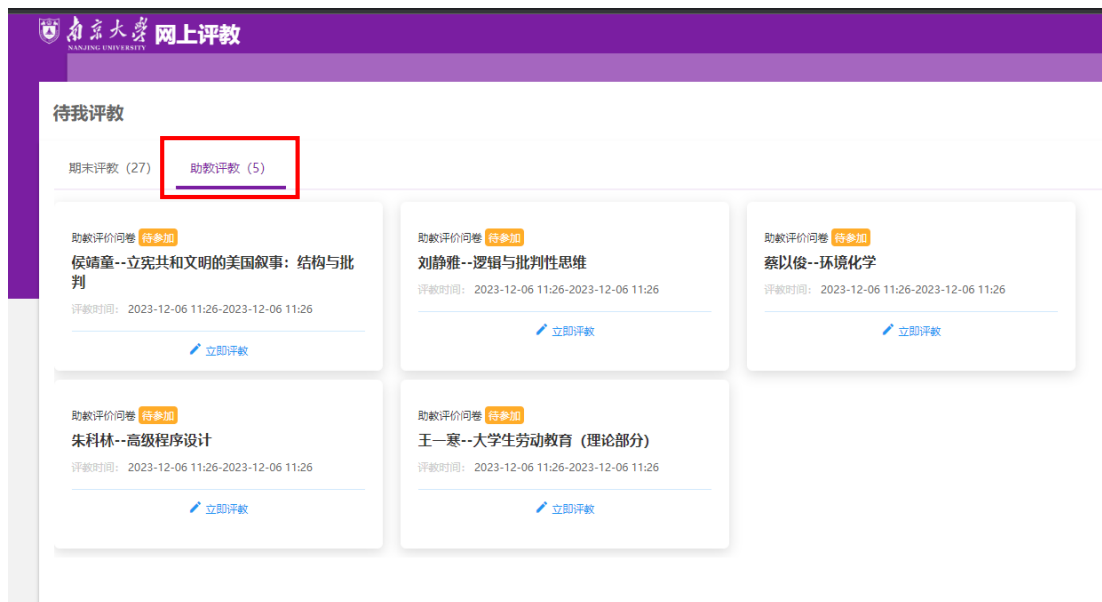 南京大学 网上评教
NANJING UNIVERSITY
待我评教
期末评教（27） 助教评教（5）
助教评价问卷 待参加
侯靖童--立宪共和文明的美国叙事：结构与批
判
评教时间： 2023-12-06 11:26-2023-12-06 11:26
立即评教
助教评价问卷 待参加
刘静雅--逻辑与批判性思维
评教时间： 2023-12-06 11:26-2023-12-06 11:26
立即评教
助教评价问卷 待参加
蔡以俊--环境化学
评教时间： 2023-12-06 11:26-2023-12-06 11:26
立即评教
助教评价问卷 待参加
朱科林--高级程序设计
评教时间： 2023-12-06 11:26-2023-12-06 11:26
立即评教
助教评价问卷 待参加
王一寒--大学生劳动教育（理论部分）
评教时间： 2023-12-06 11:26-2023-12-06 11:26
立即评教